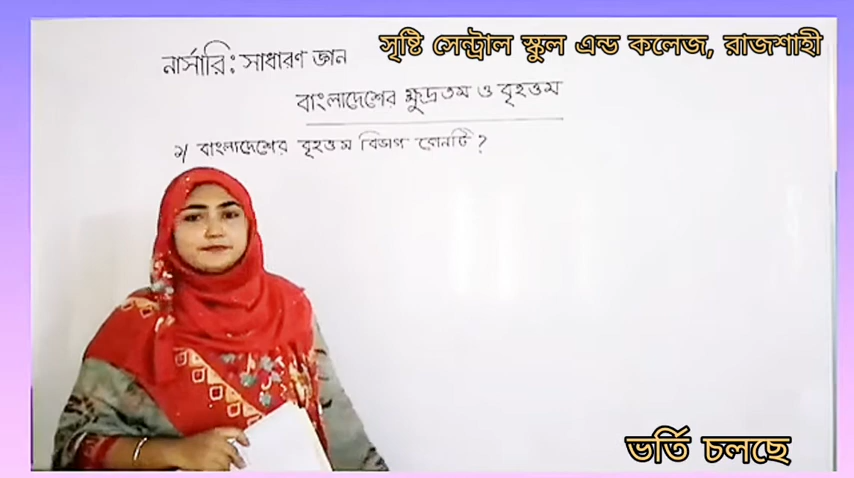 সৃষ্টি সেন্ট্রাল স্কুল এন্ড কলেজ, রাজশাহী
নার্সারি: সাধারণ জ্ঞান
বাংলাদেশের ক্ষুদ্রতম ও বৃহত্তম
১/ বাংলাদেশের বৃহত্তম বিভাগ কোনটি?
ভর্তি চলছে